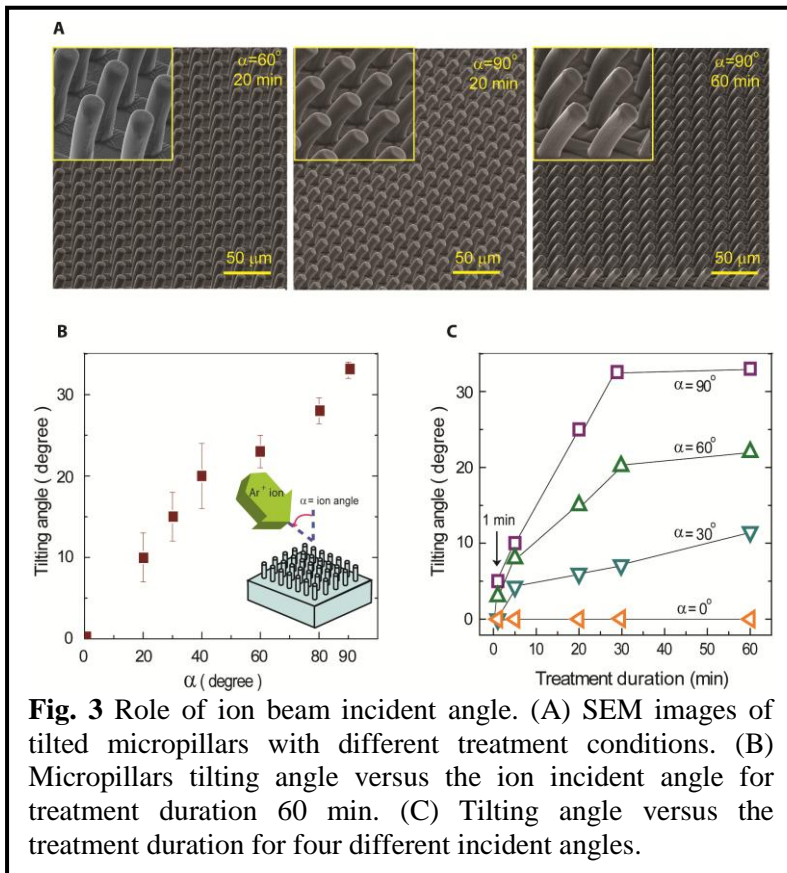 A
α=60°
20 min
50 µm
α=90°
20 min
50 µm
α=90°
60 min
50 µm
B
Tilting angle ( degree )
30
20
10
0
Ar⁺ ion
α= ion angle
20
40
60
80
90
α ( degree )
C
Tilting angle ( degree )
30
20
10
0
1 min
α=90°
α=60°
α=30°
α=0°
0
10
20
30
40
50
60
Treatment duration (min)
Fig. 3 Role of ion beam incident angle. (A) SEM images of
tilted micropillars with different treatment conditions. (B)
Micropillars tilting angle versus the ion incident angle for
treatment duration 60 min. (C) Tilting angle versus the
treatment duration for four different incident angles.